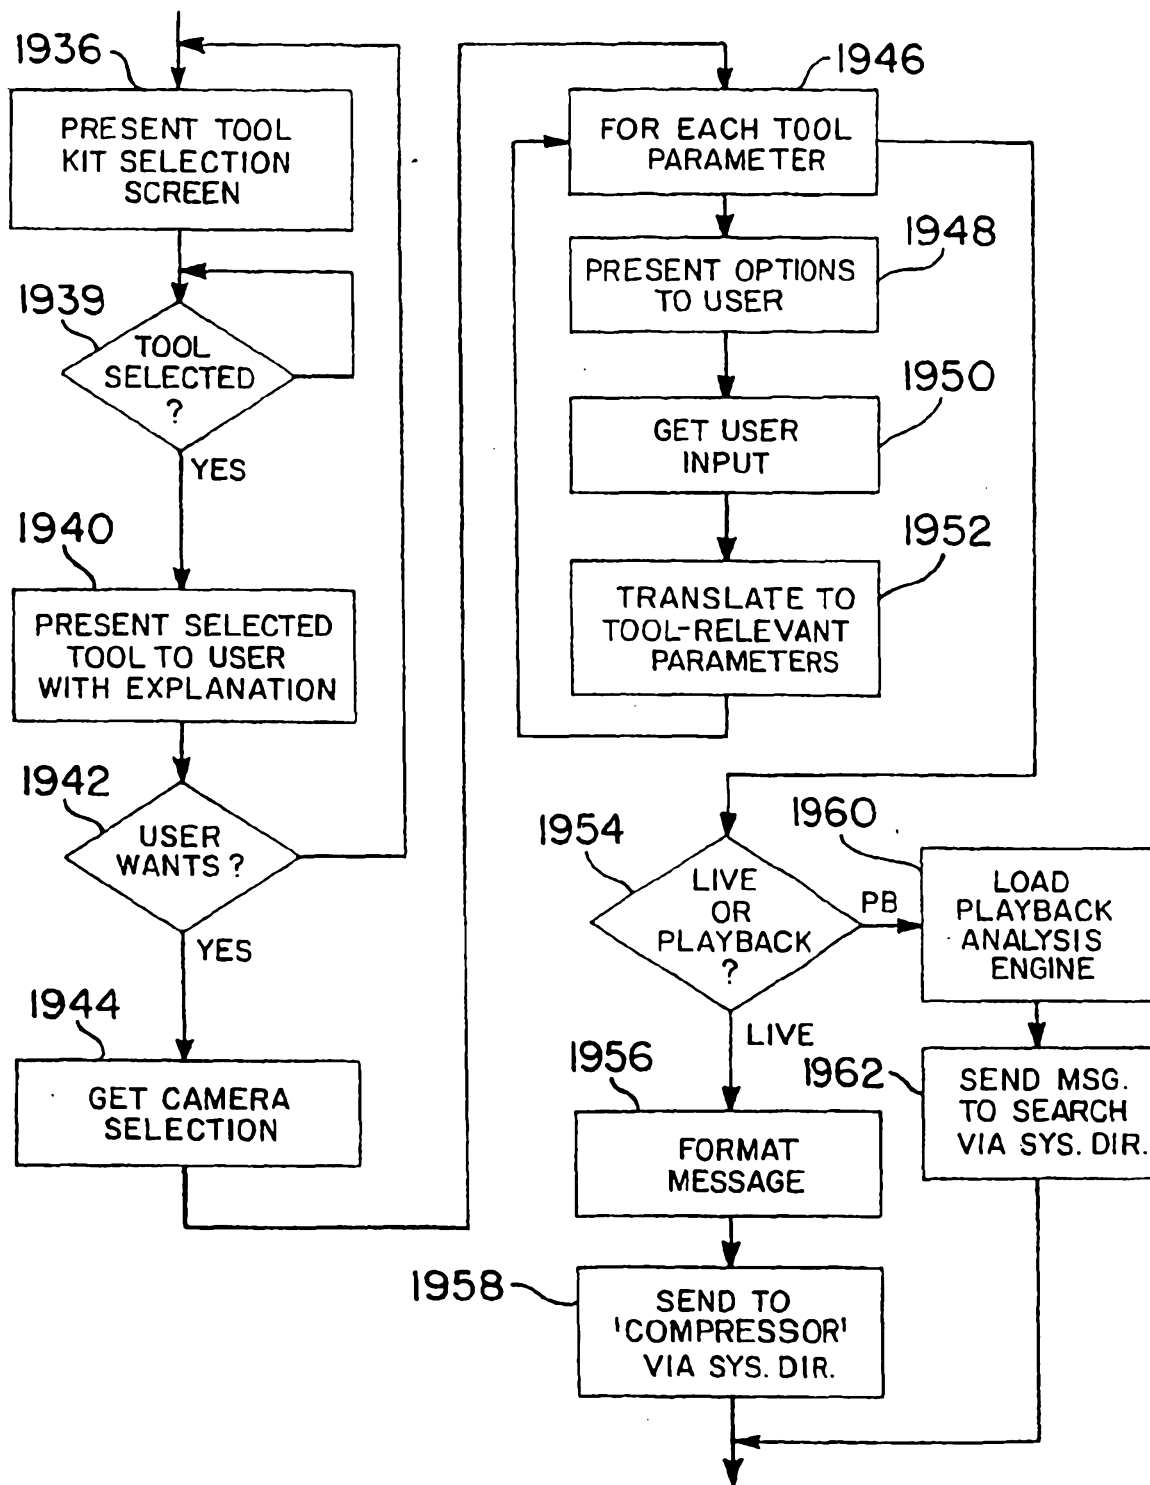 1936
PRESENT TOOL
KIT SELECTION
SCREEN
1939
TOOL
SELECTED
?
YES
1940
PRESENT SELECTED
TOOL TO USER
WITH EXPLANATION
1942
USER
WANTS?
YES
1944
GET CAMERA
SELECTION
1946
FOR EACH TOOL
PARAMETER
1948
PRESENT OPTIONS
TO USER
1950
GET USER
INPUT
1952
TRANSLATE TO
TOOL-RELEVANT
PARAMETERS
1954
LIVE
OR
PLAYBACK
?
PB
LIVE
1960
LOAD
PLAYBACK
ANALYSIS
ENGINE
1962
SEND MSG.
TO SEARCH
VIA SYS. DIR.
1956
FORMAT
MESSAGE
1958
SEND TO
'COMPRESSOR'
VIA SYS. DIR.